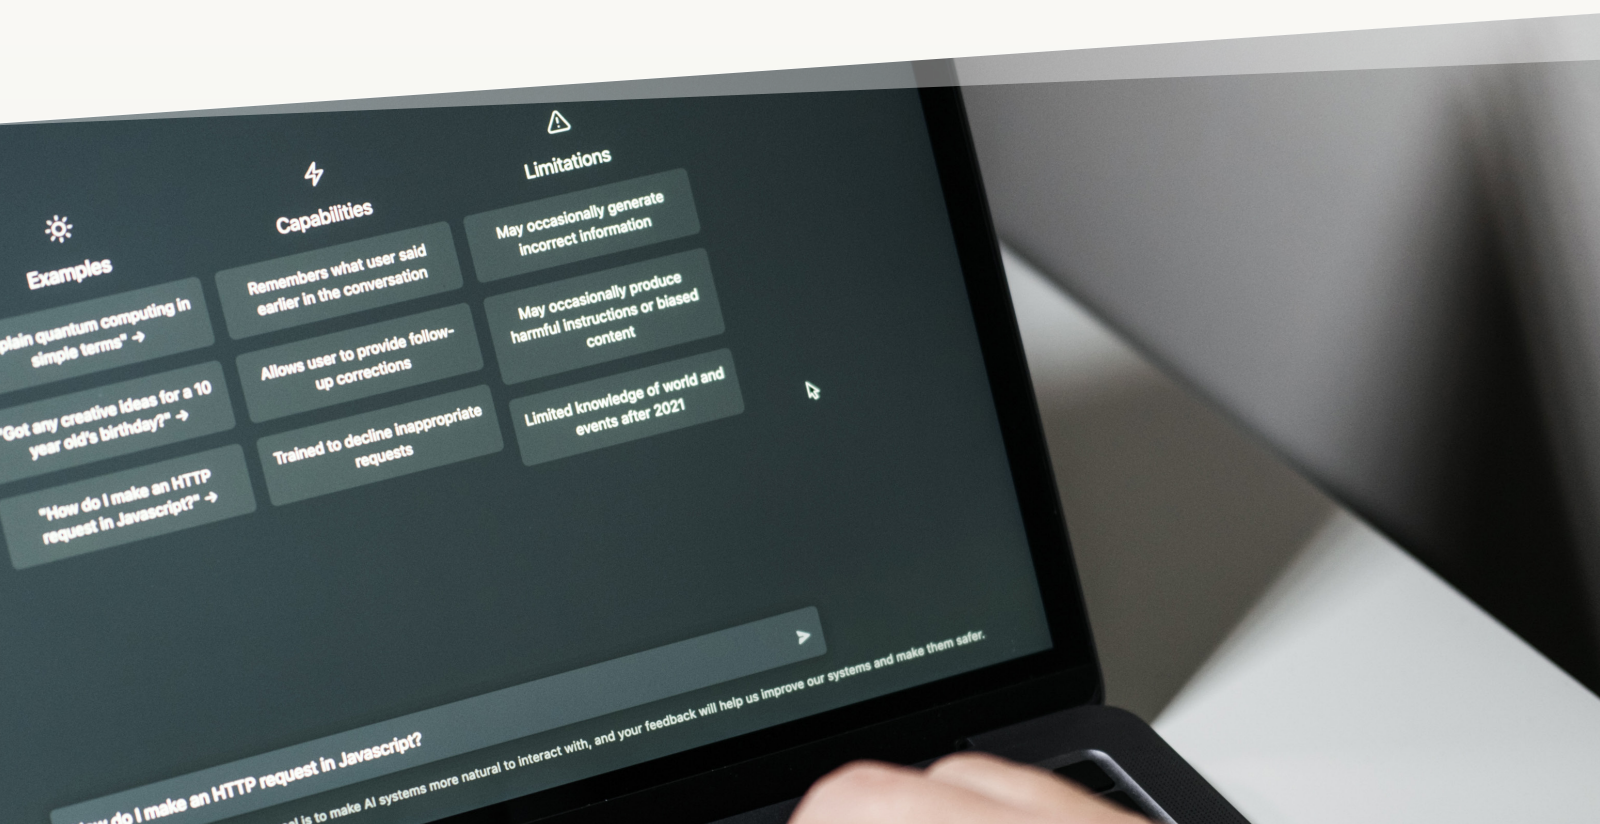 Examples
plain quantum computing in
simple terms" →
"Got any creative ideas for a 10
year old's birthday?" →
"How do I make an HTTP
request in Javascript?" →
Capabilities
Remembers what user said
earlier in the conversation
Allows user to provide follow-
up corrections
Trained to decline inappropriate
requests
Limitations
May occasionally generate
incorrect information
May occasionally produce
harmful instructions or biased
content
Limited knowledge of world and
events after 2021
do I make an HTTP request in Javascript?
is to make AI systems more natural to interact with, and your feedback will help us improve our systems and make them safer.